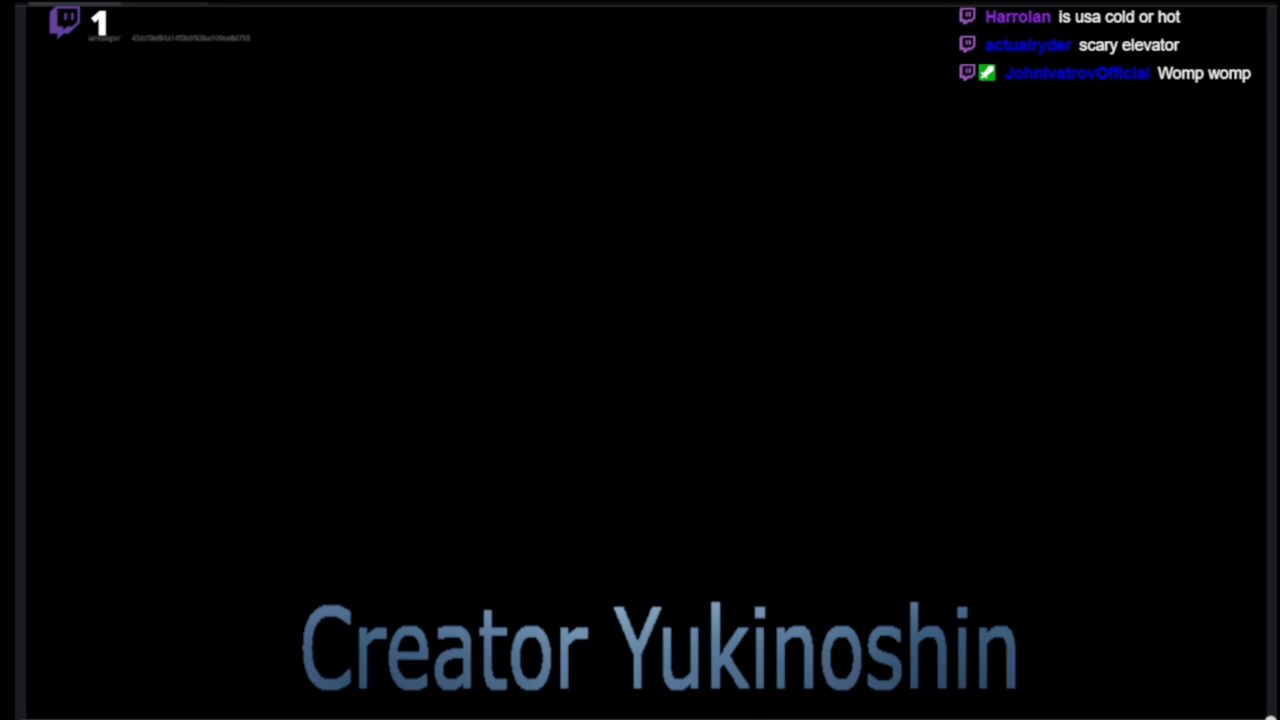 1
Harrolan is usa cold or hot
actualryder scary elevator
JohnivatrovOfficial Womp womp
Creator Yukinoshin